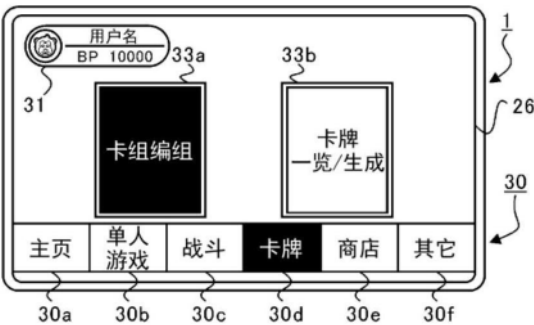 用户名
BP 10000
31
33a
33b
1
26
卡组编组
卡牌
一览/生成
30
主页
单人
游戏
战斗
卡牌
商店
其它
30a
30b
30c
30d
30e
30f